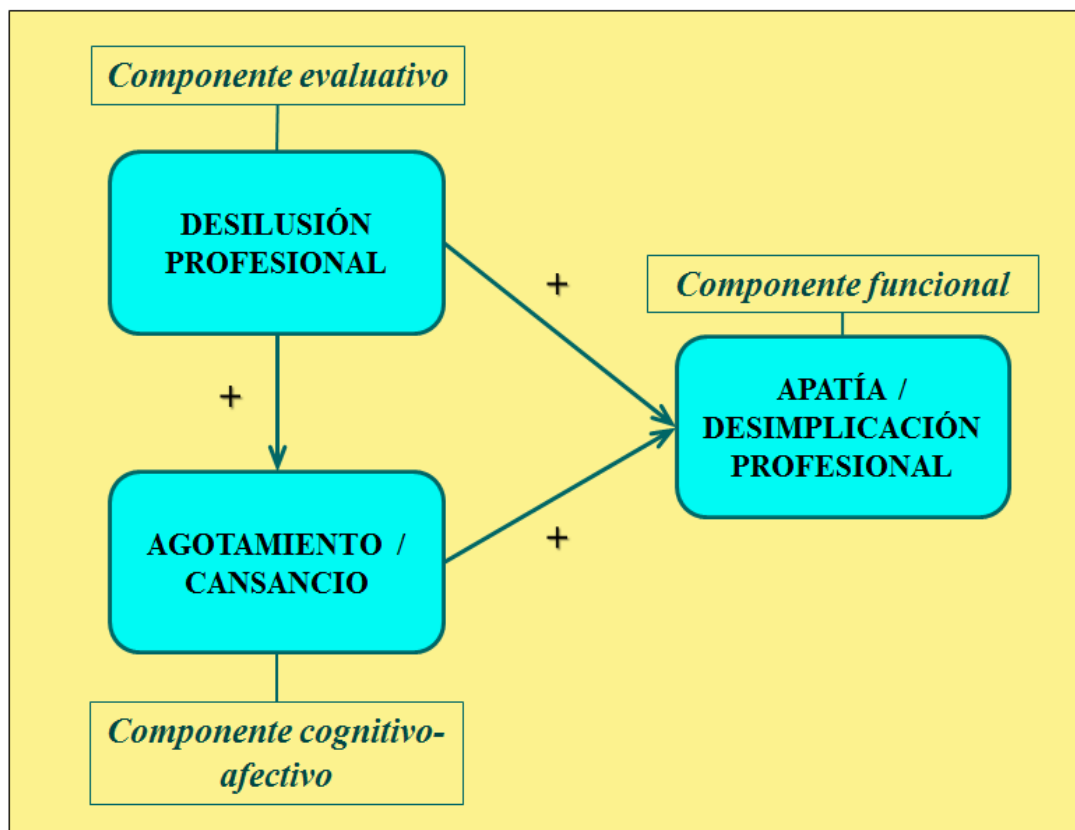 Componente evaluativo
DESILUSIÓN
PROFESIONAL
+
Componente funcional
+
APATÍA /
DESIMPLICACIÓN
PROFESIONAL
AGOTAMIENTO /
CANSANCIO
+
Componente cognitivo-
afectivo